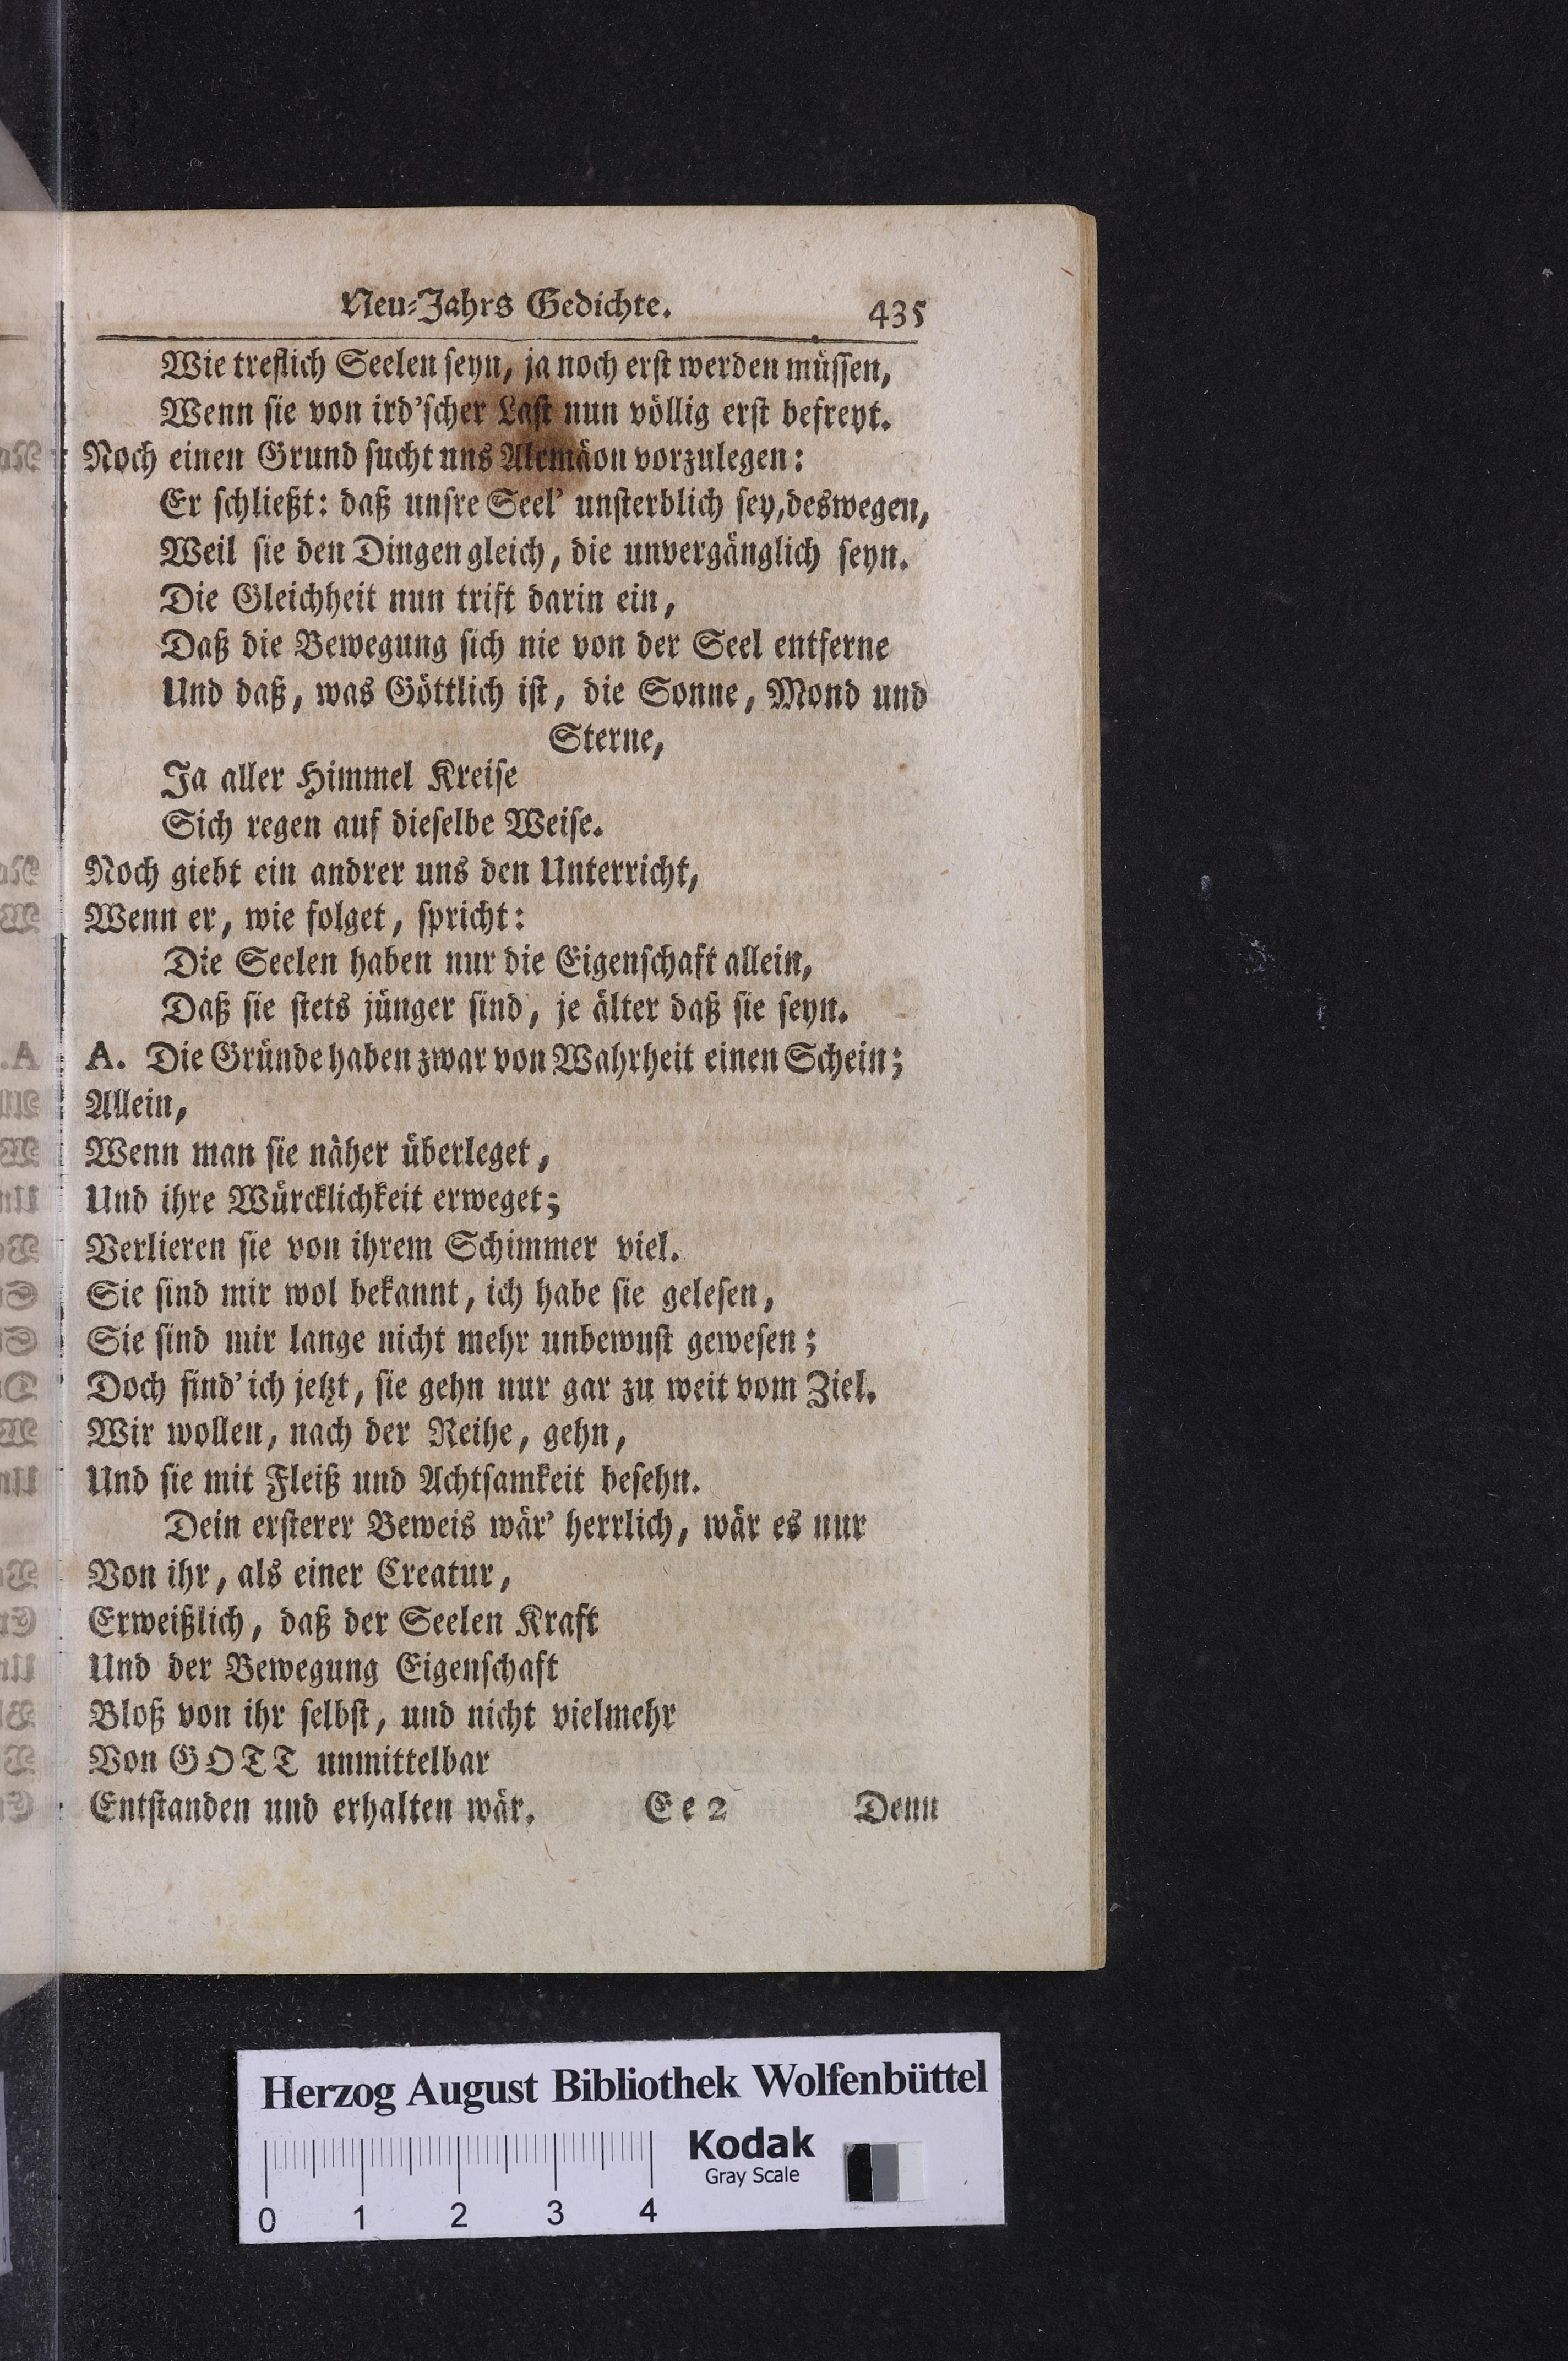 Neu-Jahrs Gedichte. 435
Wie treflich Seelen seyn, ja noch erst werden müssen,
Wenn sie von ird'scher Last nun völlig erst befreyt.
Noch einen Grund sucht uns Alcmäon vorzulegen:
Er schließt: daß unsre Seel' unsterblich sey, deswegen,
Weil sie den Dingen gleich, die unvergänglich seyn.
Die Gleichheit nun trift darin ein,
Daß die Bewegung sich nie von der Seel entferne
Und daß, was Göttlich ist, die Sonne, Mond und
Sterne,
Ja aller Himmel Kreise
Sich regen auf dieselbe Weise.
Noch giebt ein andrer uns den Unterricht,
Wenn er, wie folget, spricht:
Die Seelen haben nur die Eigenschaft allein,
Daß sie stets jünger sind, je älter daß sie seyn.
A. Die Gründe haben zwar von Wahrheit einen Schein;
Allein,
Wenn man sie näher überleget,
Und ihre Würcklichkeit erweget;
Verlieren sie von ihrem Schimmer viel.
Sie sind mir wol bekannt, ich habe sie gelesen,
Sie sind mir lange nicht mehr unbewust gewesen;
Doch find' ich jetzt, sie gehn nur gar zu weit vom Ziel.
Wir wollen, nach der Reihe, gehn,
Und sie mit Fleiß und Achtsamkeit besehn.
Dein ersterer Beweis wär' herrlich, wär es nur
Von ihr, als einer Creatur,
Erweißlich, daß der Seelen Kraft
Und der Bewegung Eigenschaft
Bloß von ihr selbst, und nicht vielmehr
Von GOTT unmittelbar
Entstanden und erhalten wär. Ee 2 Denn
Herzog August Bibliothek Wolfenbüttel
Kodak
Gray Scale
0 1 2 3 4